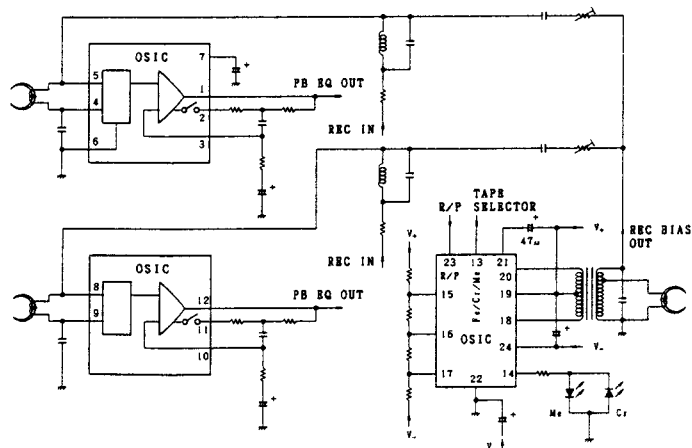 OSIC
7
5
1
PB EQ OUT
4
2
6
3
+
+
REC IN
R/P
TAPE
SELECTOR
+
47μ
V+
REC BIAS
OUT
V+
REC IN
23
13
21
R/P
Fe/Cr/Me
20
15
19
16
OSIC
18
+
24
V-
17
14
22
Me
Cr
+
V-
V
OSIC
8
12
PB EQ OUT
9
11
10
+